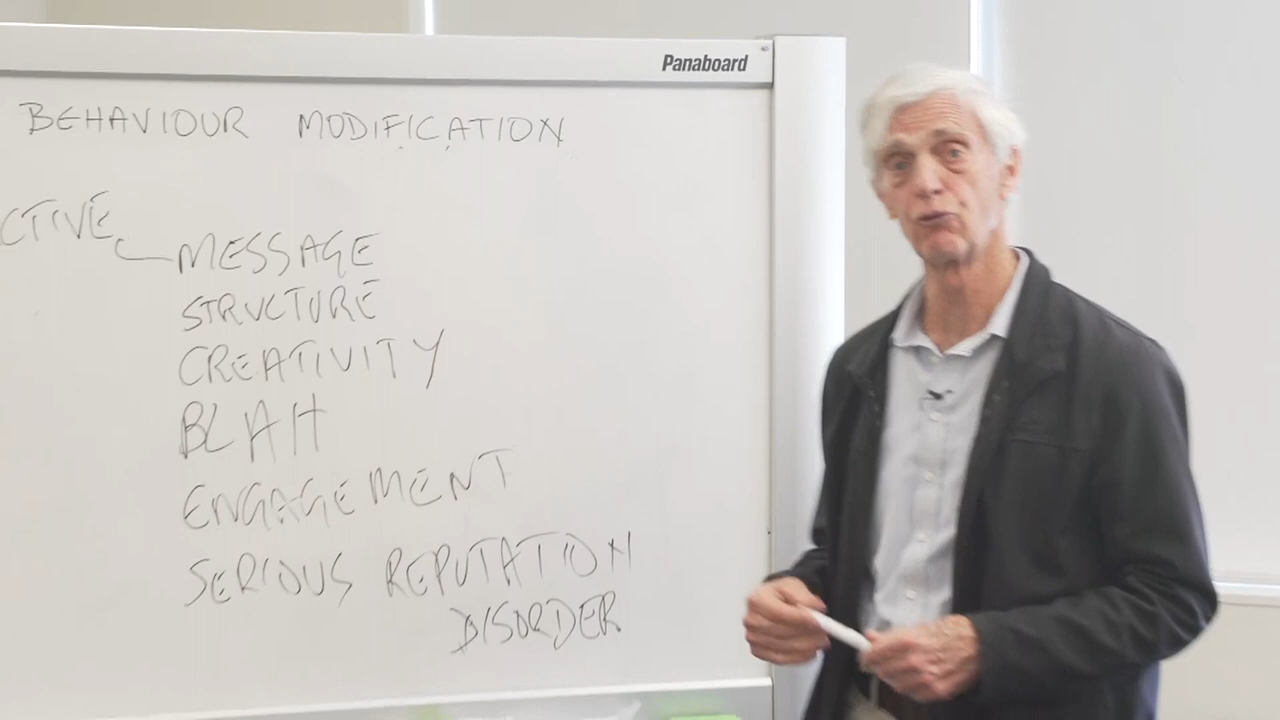 Panaboard
BEHAVIOUR MODIFICATION
CTIVE
MESSAGE
STRUCTURE
CREATIVITY
BLAH
ENGAGEMENT
SERIOUS REPUTATION
DISORDER